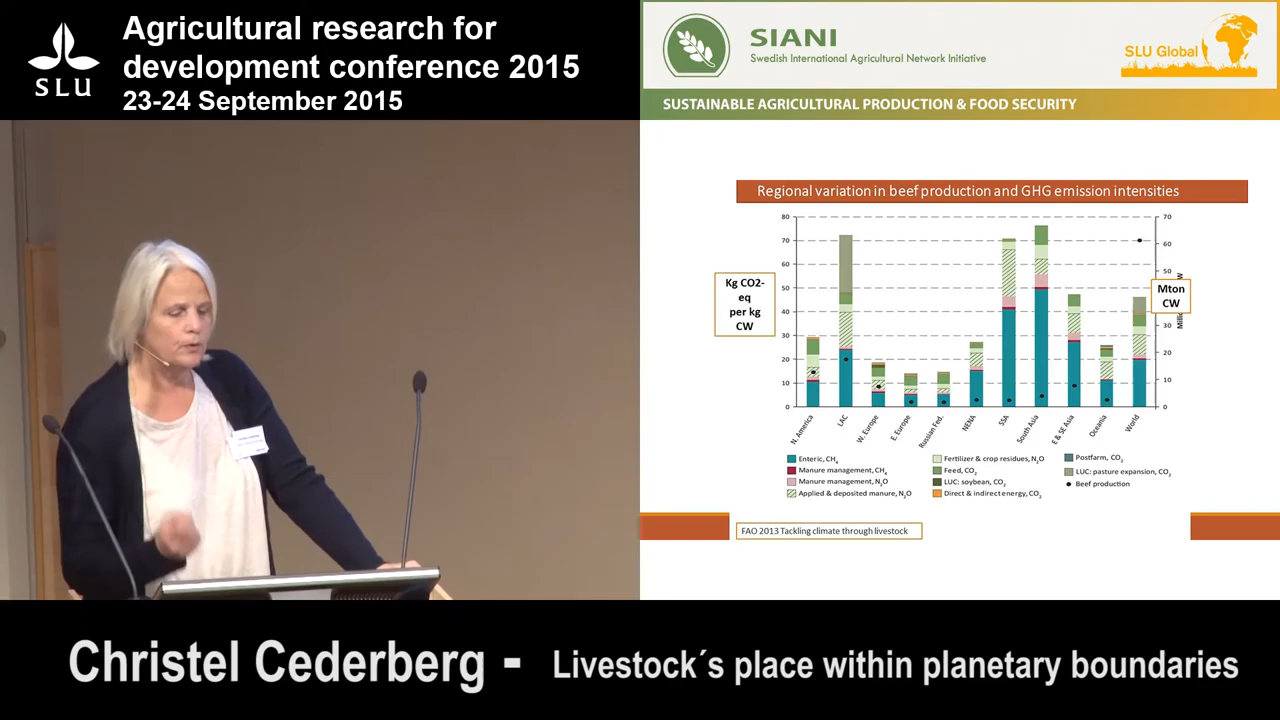 SLU
Agricultural research for
development conference 2015
23-24 September 2015
SIANI
Swedish International Agricultural Network Initiative
SLU Global
SUSTAINABLE AGRICULTURAL PRODUCTION & FOOD SECURITY
Regional variation in beef production and GHG emission intensities
Kg CO2-
eq
per kg
CW
80
70
60
50
40
30
20
10
0
70
60
50
30
20
10
0
Mton
CW
N. America
LAC
W. Europe
E. Europe
Russian Fed.
NENA
SSA
South Asia
E & SE Asia
Oceania
World
Enteric, CH₄
Manure management, CH₄
Manure management, N₂O
Applied & deposited manure, N₂O
Fertilizer & crop residues, N₂O
Feed, CO₂
LUC: soybean, CO₂
Direct & indirect energy, CO₂
Postfarm, CO₂
LUC: pasture expansion, CO₂
Beef production
FAO 2013 Tackling climate through livestock
Christel Cederberg - Livestock´s place within planetary boundaries